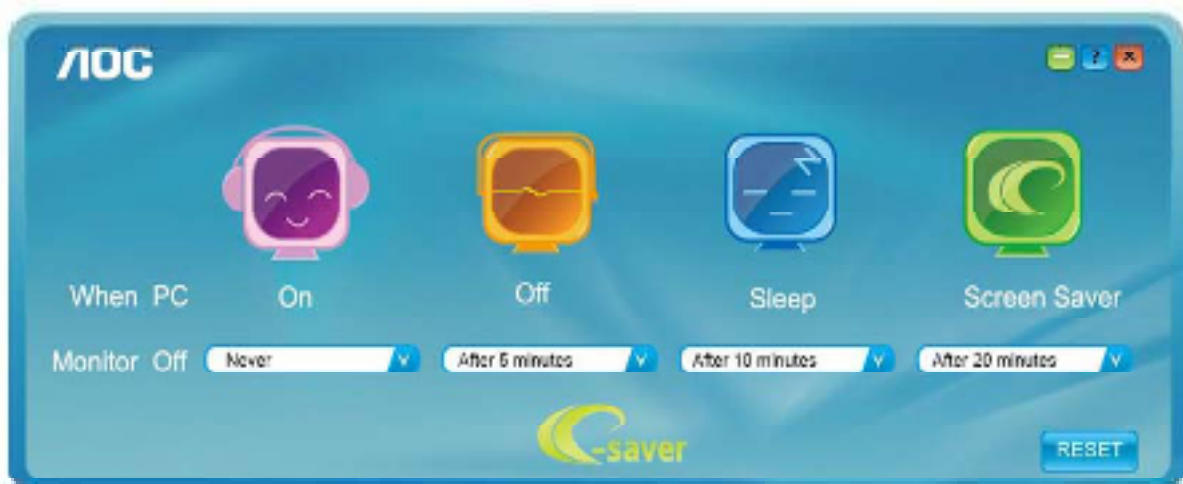 AOC
?
When PC On Off Sleep Screen Saver
Monitor Off Never After 5 minutes After 10 minutes After 20 minutes
e-saver
RESET